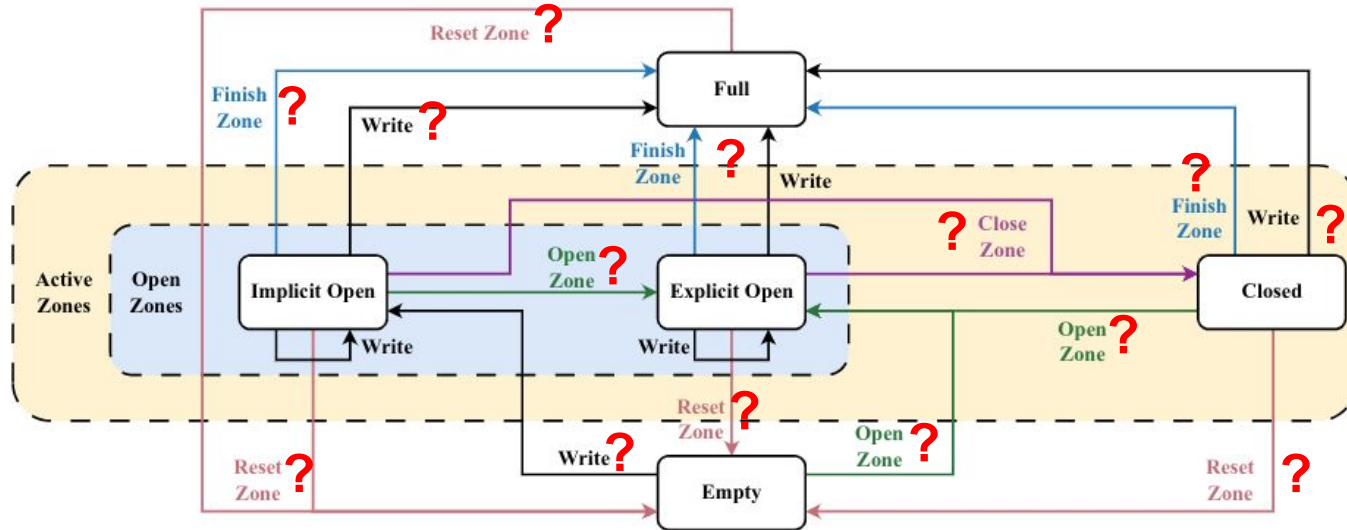 Reset Zone ?
Full
Finish
Zone ?
Write ?
Finish
Zone ?
Write
?
Finish
Zone
Write ?
Active
Zones
Open
Zones
Implicit Open
Open
Zone ?
Explicit Open
? Close
Zone
Closed
Write
Write
Open
Zone ?
Reset
Zone ?
Write ?
Open
Zone ?
Reset
Zone ?
Empty
Reset
Zone ?